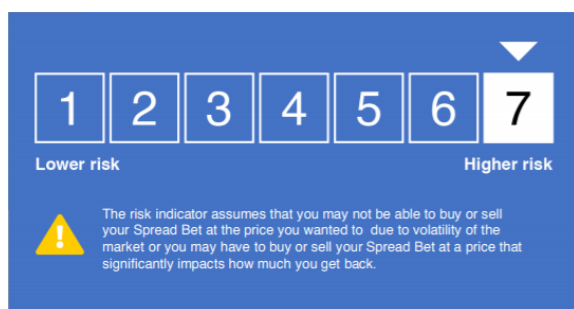 1 2 3 4 5 6 7
Lower risk Higher risk
The risk indicator assumes that you may not be able to buy or sell
your Spread Bet at the price you wanted to due to volatility of the
market or you may have to buy or sell your Spread Bet at a price that
significantly impacts how much you get back.